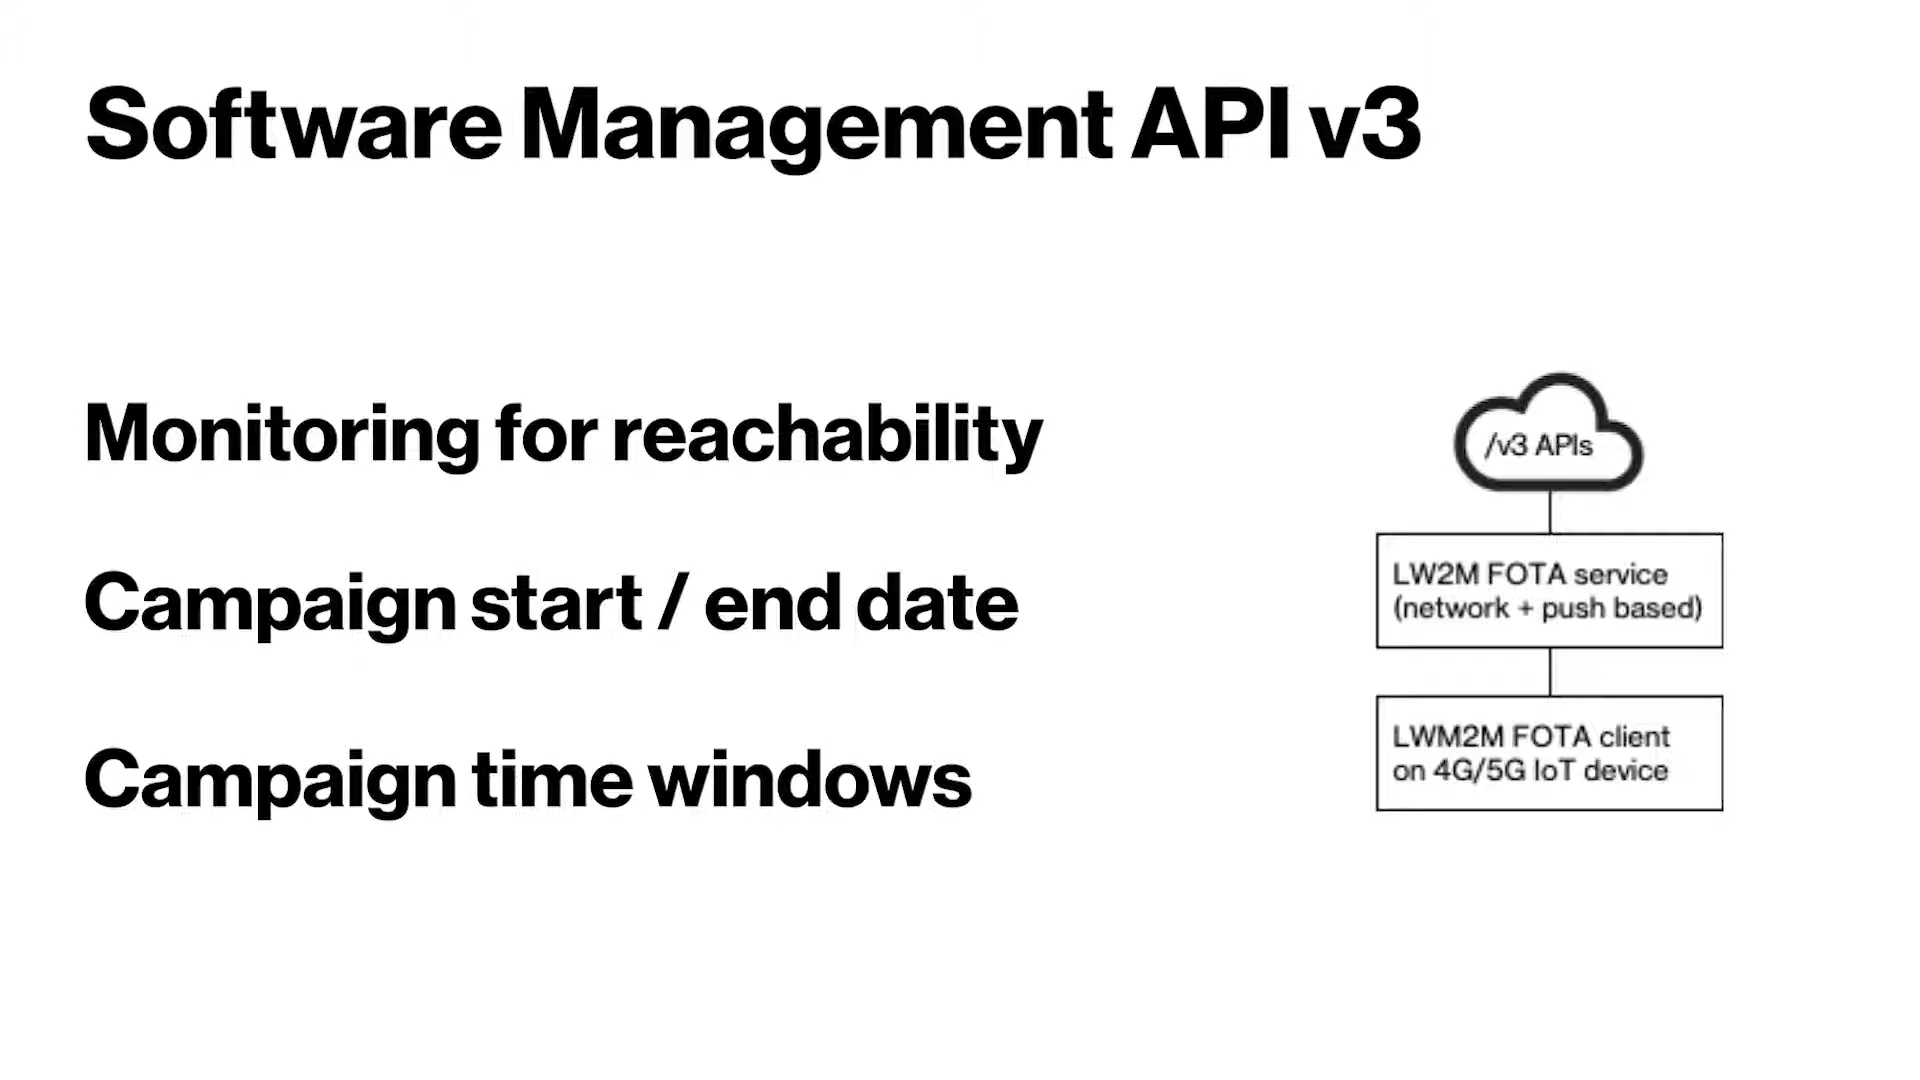 Software Management API v3
Monitoring for reachability
Campaign start / end date
Campaign time windows
/v3 APIs
LW2M FOTA service
(network + push based)
LWM2M FOTA client
on 4G/5G IoT device